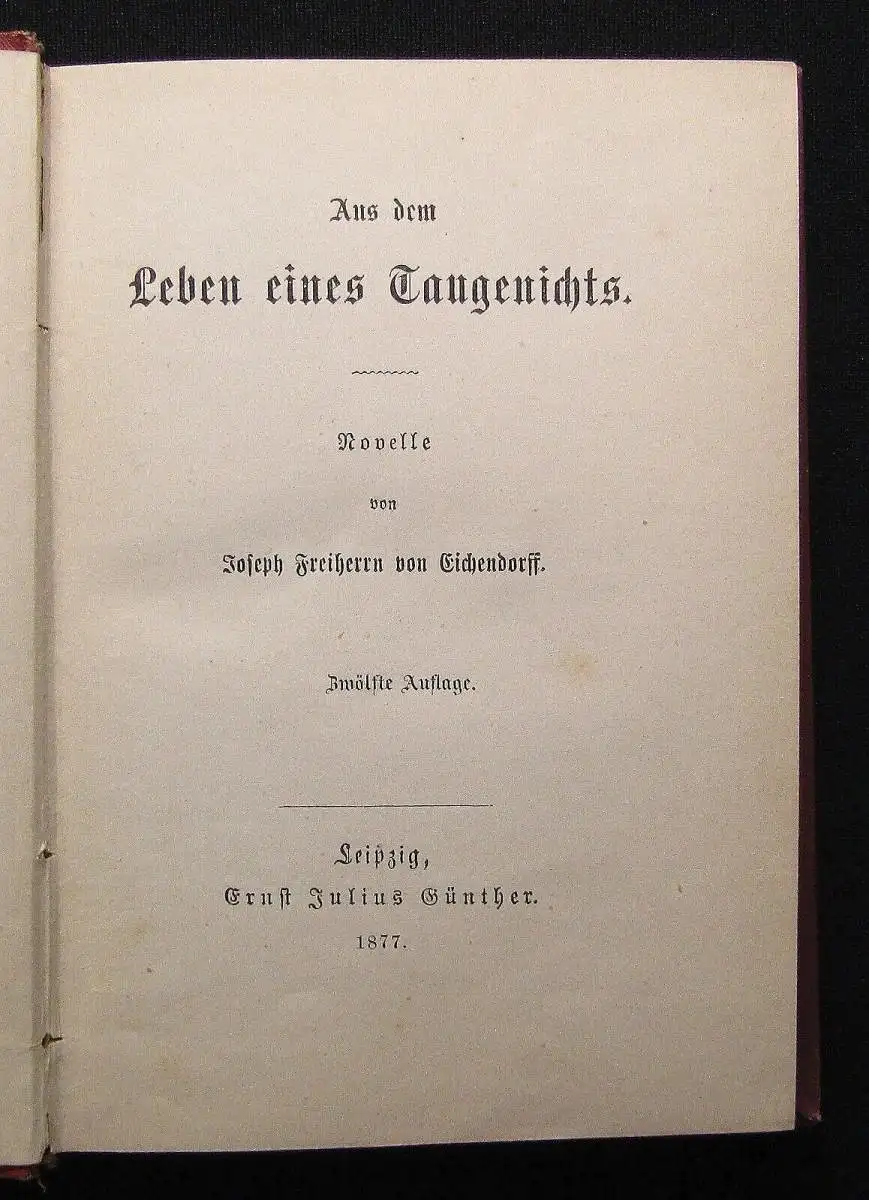 Aus dem
Leben eines Taugenichts.
Novelle
von
Joseph Freiherrn von Eichendorff.
Zwölfte Auflage.
Leipzig,
Ernst Julius Günther.
1877.